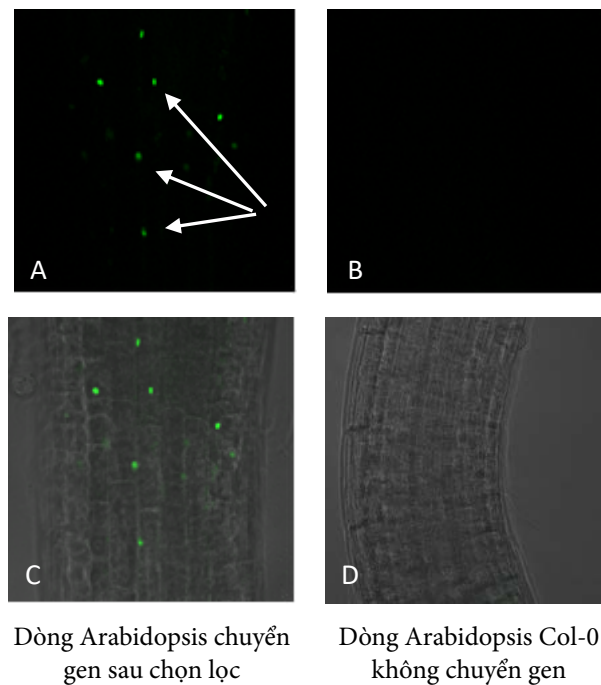 A
B
C
D
Dòng Arabidopsis chuyển
gen sau chọn lọc
Dòng Arabidopsis Col-0
không chuyển gen